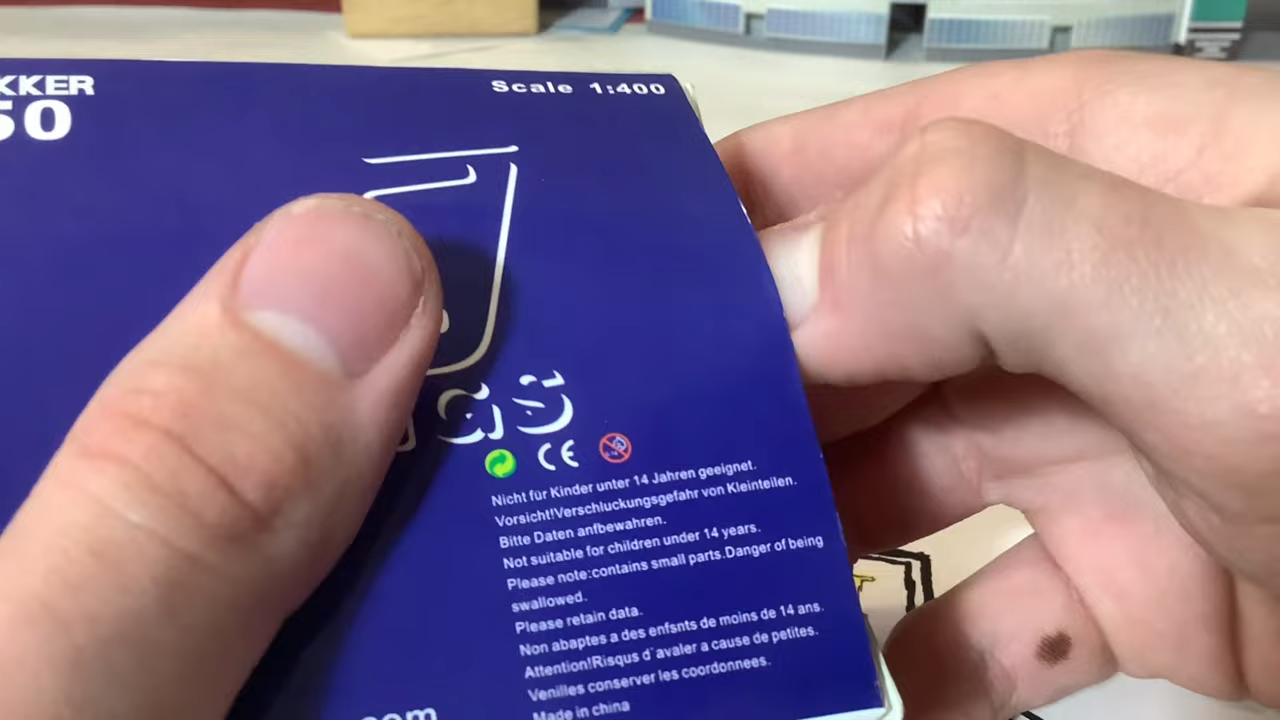 KKER
50
Scale 1:400
CE
Nicht für Kinder unter 14 Jahren geeignet.
Vorsicht!Verschluckungsgefahr von Kleinteilen.
Bitte Daten anfbewahren.
Not suitable for children under 14 years.
Please note:contains small parts.Danger of being
swallowed.
Please retain data.
Non abaptes a des enfsnts de moins de 14 ans.
Attention!Risqus d`avaler a cause de petites.
Venilles conserver les coordonnees.
Made in china
com